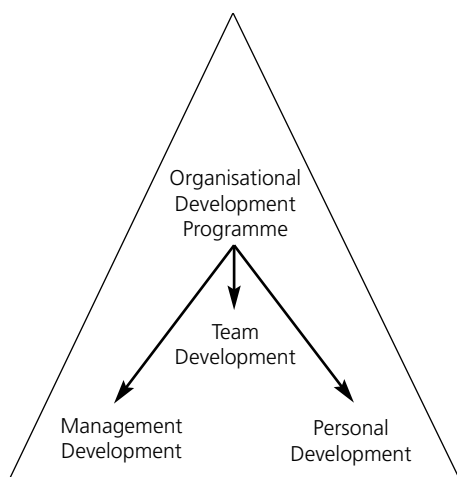 Organisational
Development
Programme
Team
Development
Management
Development
Personal
Development